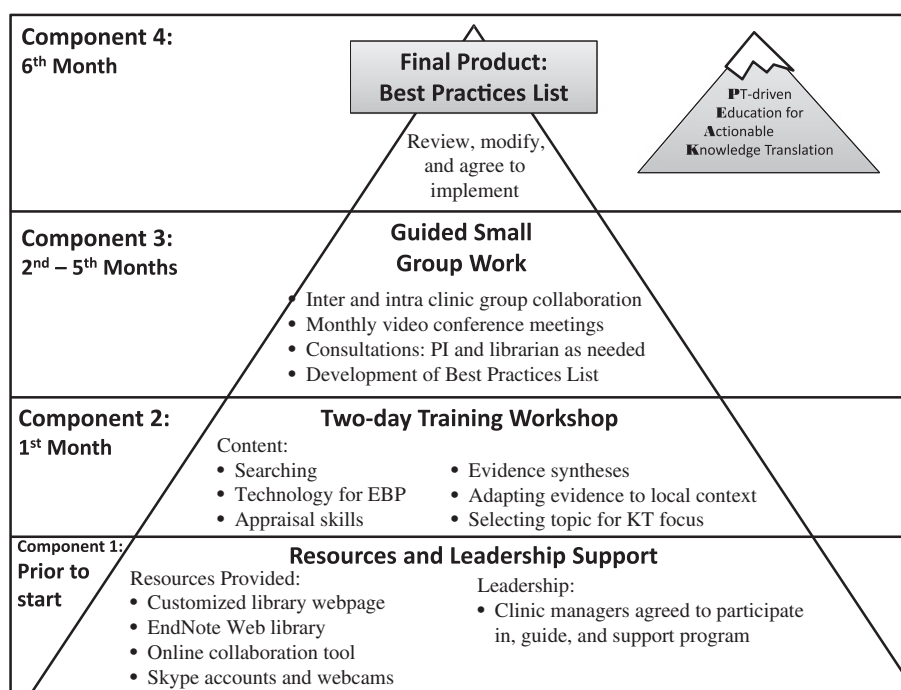 Component 4:
6th Month
Final Product:
Best Practices List
Review, modify,
and agree to
implement
PT-driven
Education for
Actionable
Knowledge Translation
Component 3:
2nd – 5th Months
Guided Small
Group Work
• Inter and intra clinic group collaboration
• Monthly video conference meetings
• Consultations: PI and librarian as needed
• Development of Best Practices List
Component 2:
1st Month
Two-day Training Workshop
Content:
• Searching
• Technology for EBP
• Appraisal skills
• Evidence syntheses
• Adapting evidence to local context
• Selecting topic for KT focus
Component 1:
Prior to
start
Resources and Leadership Support
Resources Provided:
• Customized library webpage
• EndNote Web library
• Online collaboration tool
• Skype accounts and webcams
Leadership:
• Clinic managers agreed to participate
in, guide, and support program